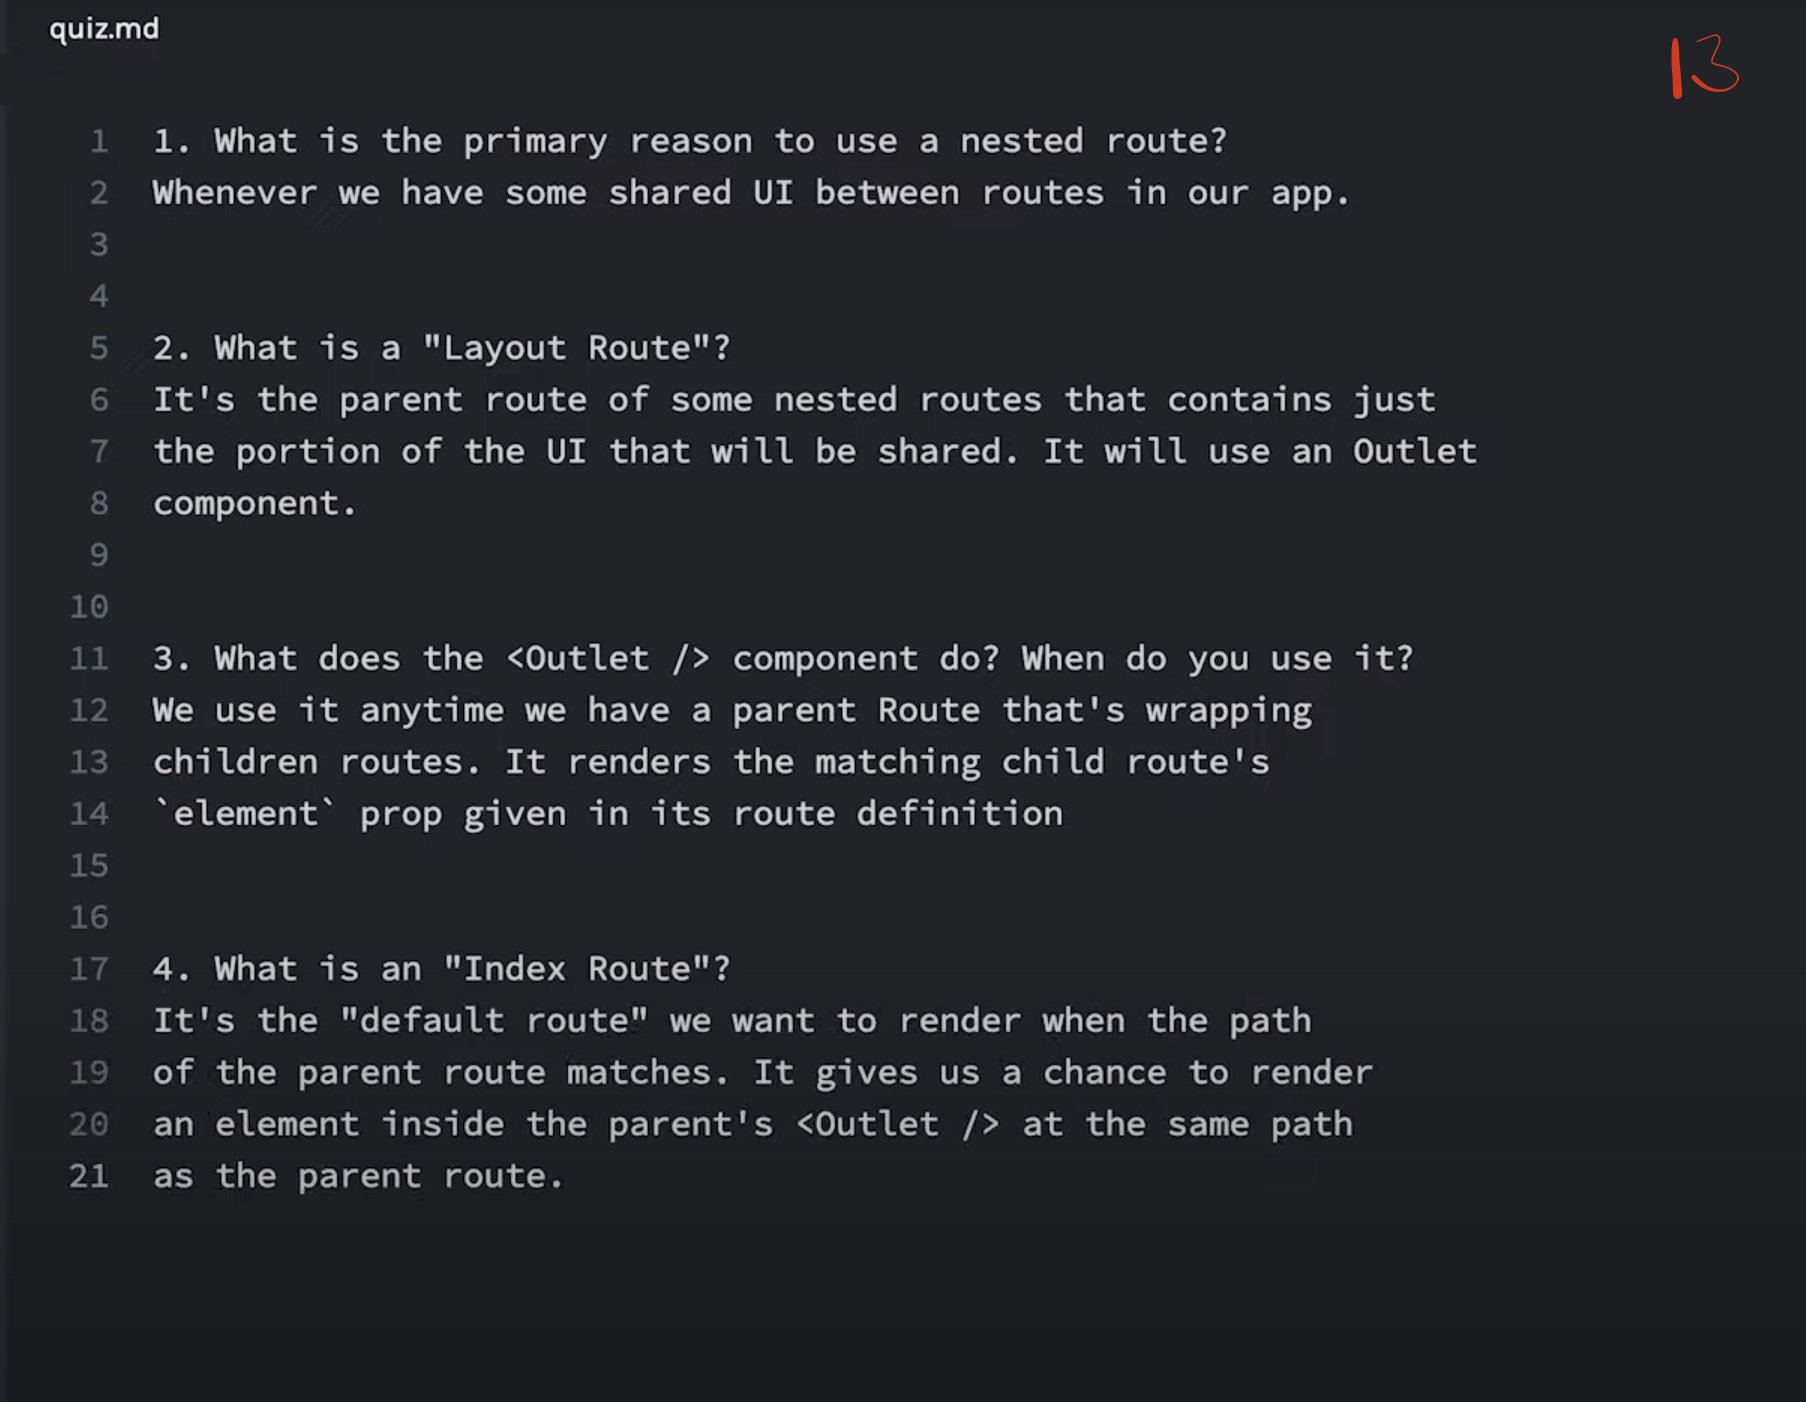 quiz.md
13
1 1. What is the primary reason to use a nested route?
2 Whenever we have some shared UI between routes in our app.
3
4
5 2. What is a "Layout Route"?
6 It's the parent route of some nested routes that contains just
7 the portion of the UI that will be shared. It will use an Outlet
8 component.
9
10
11 3. What does the <Outlet /> component do? When do you use it?
12 We use it anytime we have a parent Route that's wrapping
13 children routes. It renders the matching child route's
14 `element` prop given in its route definition
15
16
17 4. What is an "Index Route"?
18 It's the "default route" we want to render when the path
19 of the parent route matches. It gives us a chance to render
20 an element inside the parent's <Outlet /> at the same path
21 as the parent route.